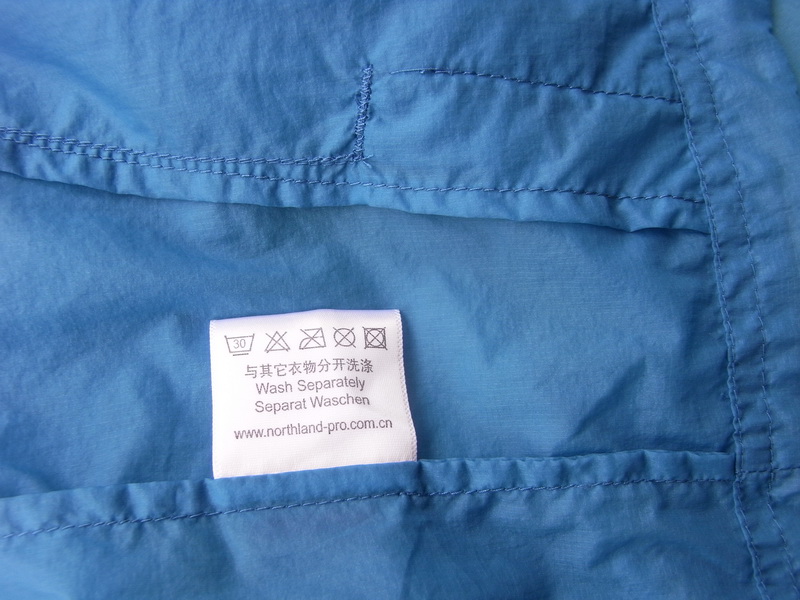 30
与其它衣物分开洗涤
Wash Separately
Separat Waschen
www.northland-pro.com.cn